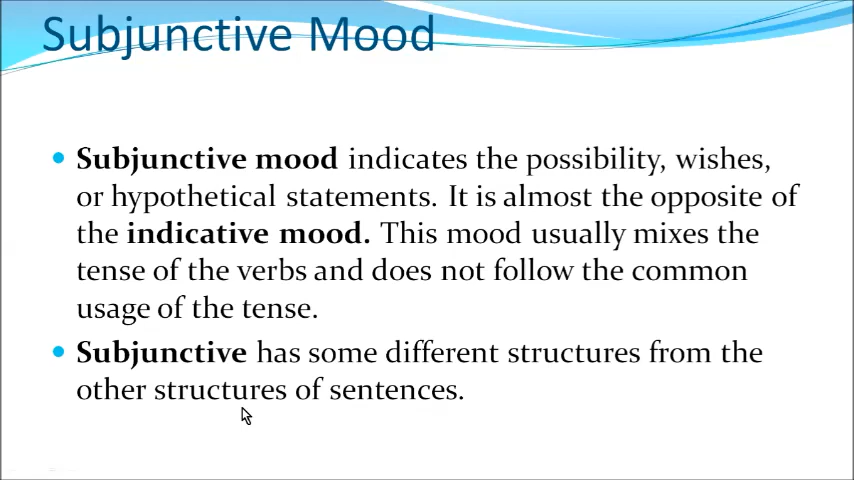 Subjunctive Mood
• Subjunctive mood indicates the possibility, wishes,
or hypothetical statements. It is almost the opposite of
the indicative mood. This mood usually mixes the
tense of the verbs and does not follow the common
usage of the tense.
• Subjunctive has some different structures from the
other structures of sentences.